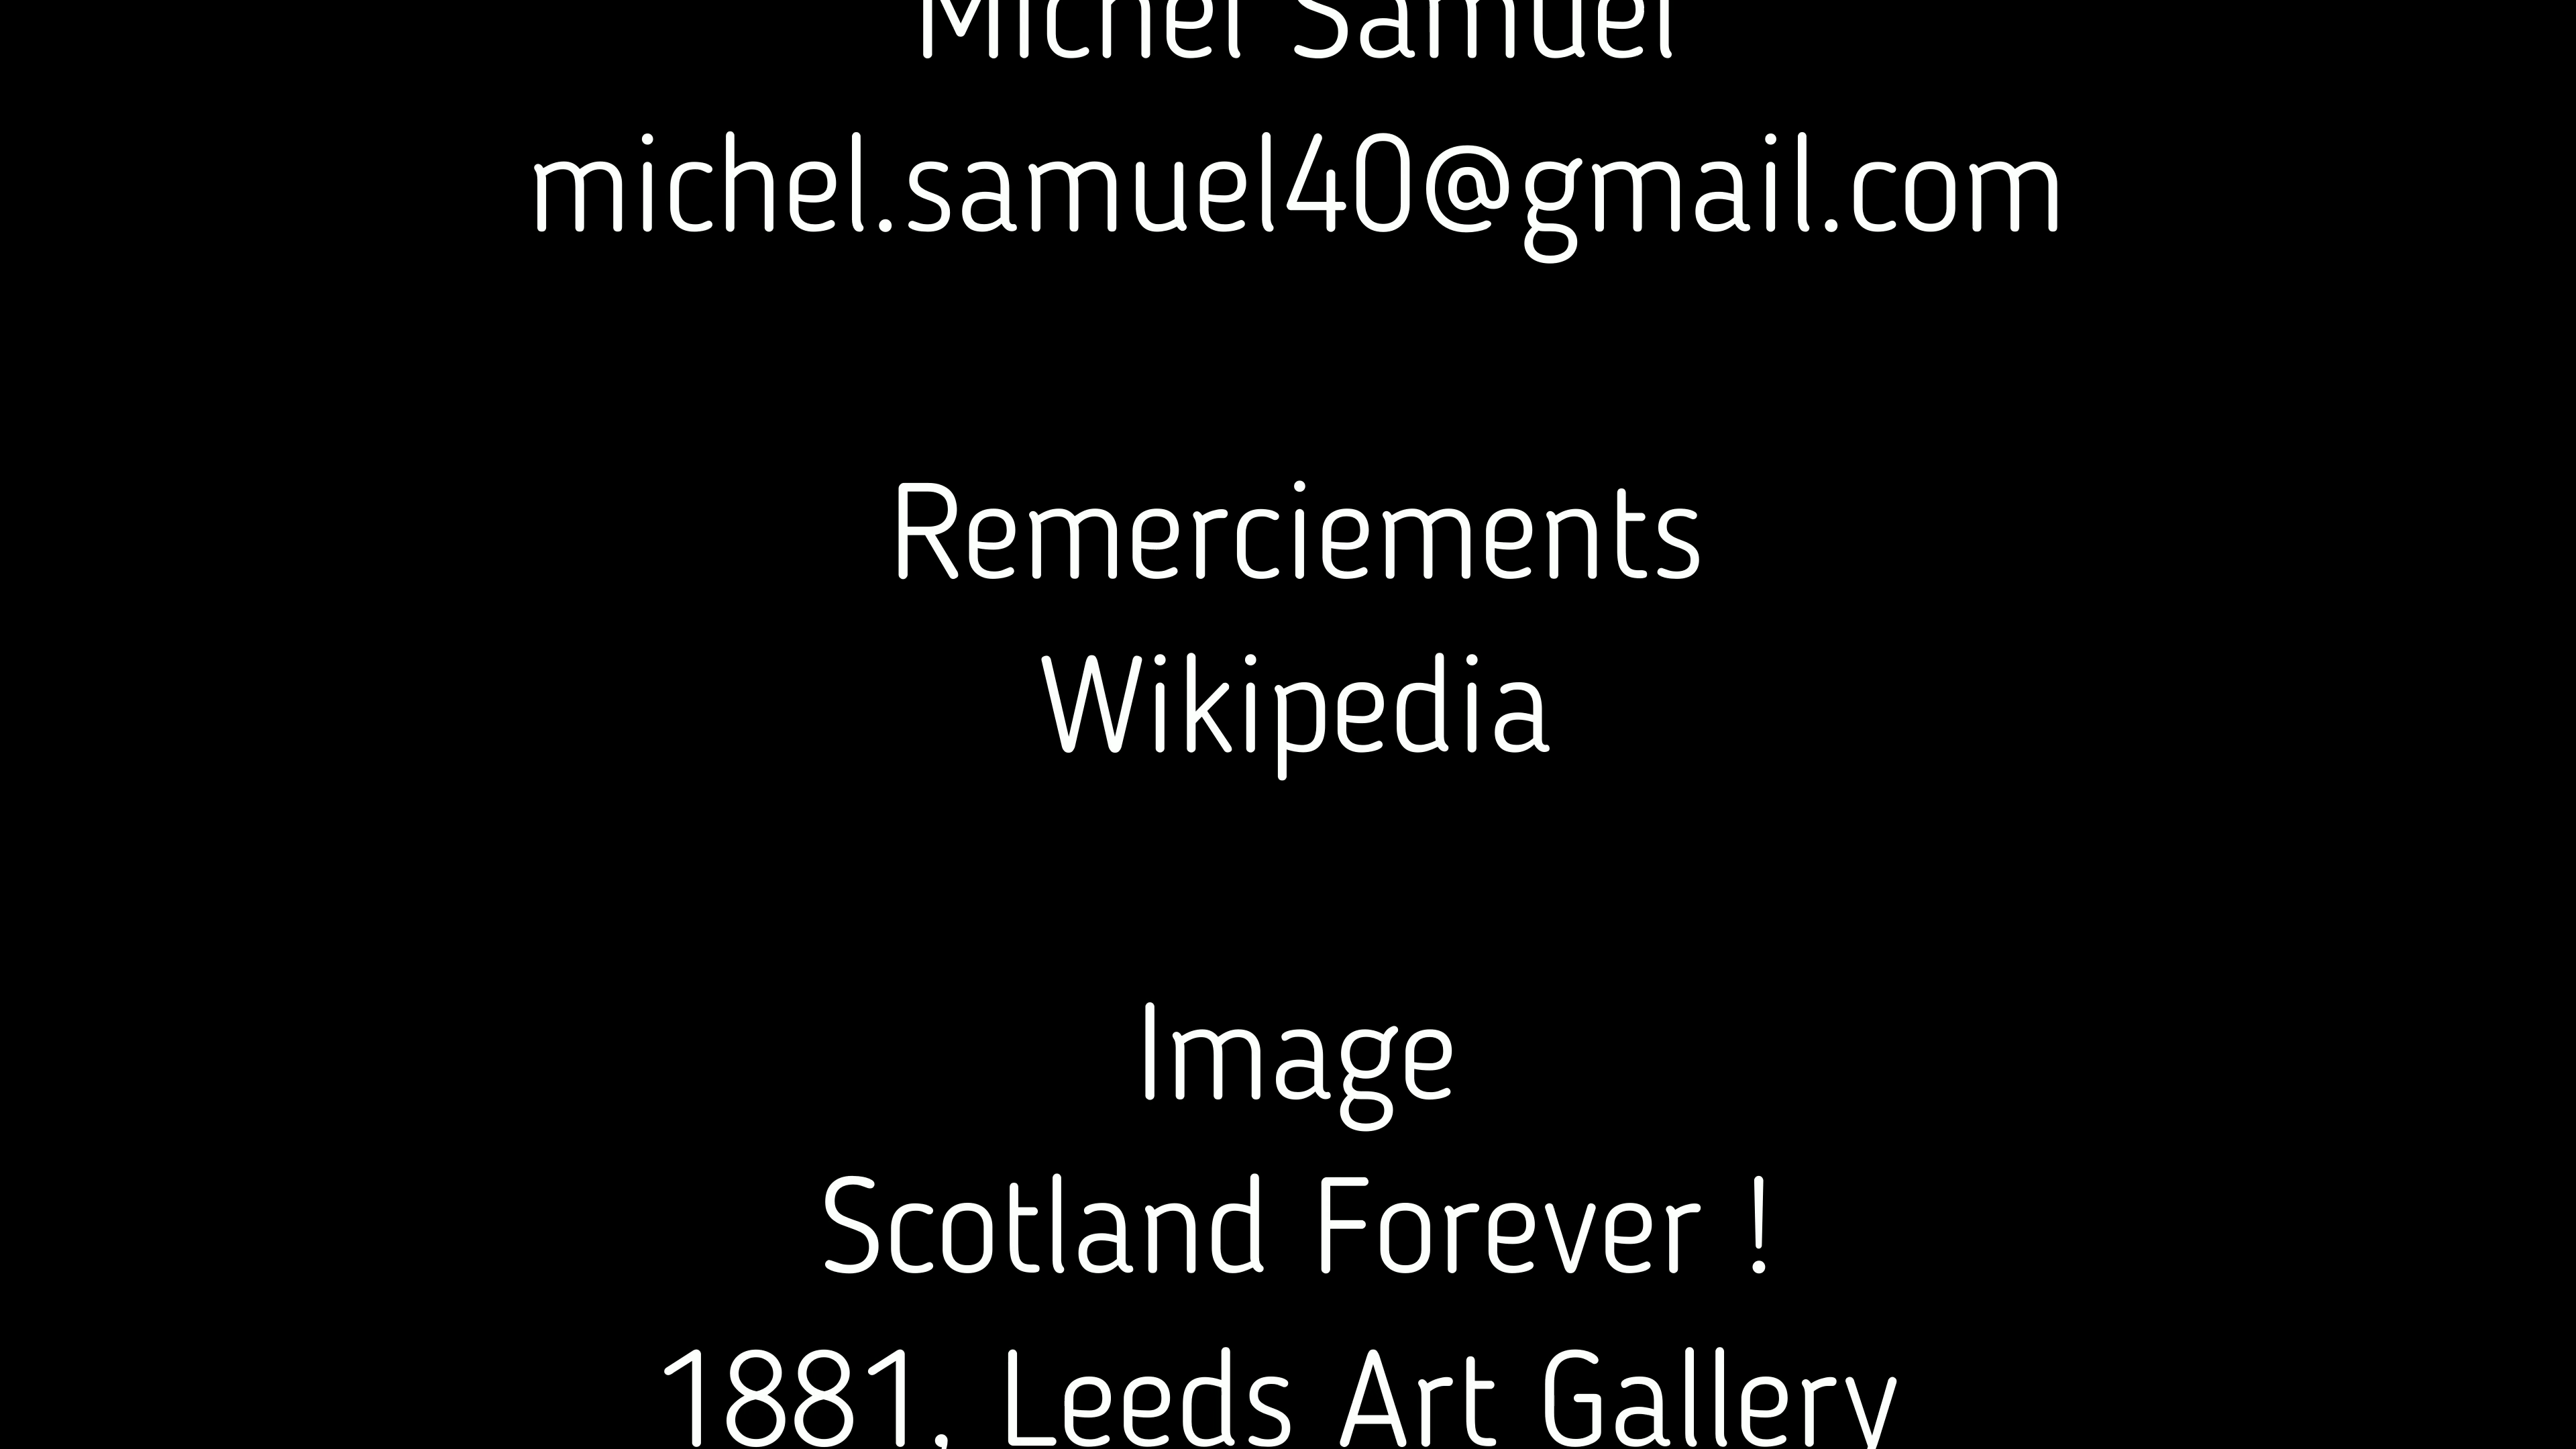 Michel Samuel
michel.samuel40@gmail.com
Remerciements
Wikipedia
Image
Scotland Forever !
1881, Leeds Art Gallery